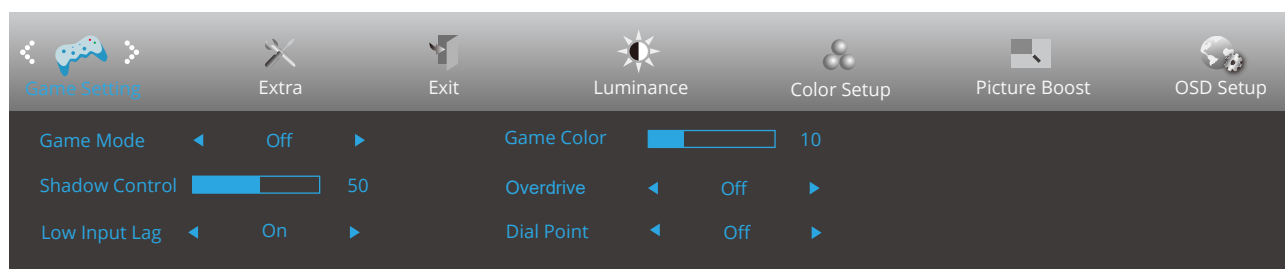 Game Setting
Extra
Exit
Luminance
Color Setup
Picture Boost
OSD Setup
Game Mode Off
Game Color 10
Shadow Control 50
Overdrive Off
Low Input Lag On
Dial Point Off